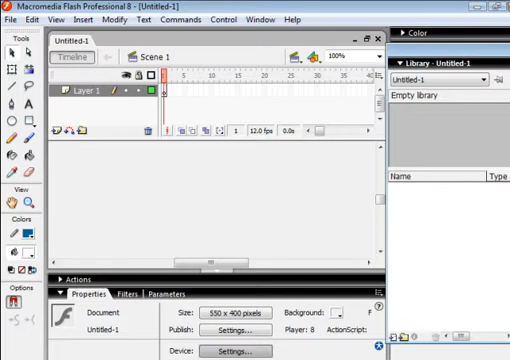 Macromedia Flash Professional 8 - [Untitled-1]
File Edit View Insert Modify Text Commands Control Window Help
Tools
Untitled-1
Timeline
Scene 1
100%
5 10 15 20 25 30 35 40
Layer 1
1 12.0 fps 0.0s
View
Colors
Options
Color
Library - Untitled-1
Untitled-1
Empty library
Name Type
Actions
Properties Filters Parameters
Document
Untitled-1
Size: 550 x 400 pixels Background: F
Publish: Settings... Player: 8 ActionScript:
Device: Settings...